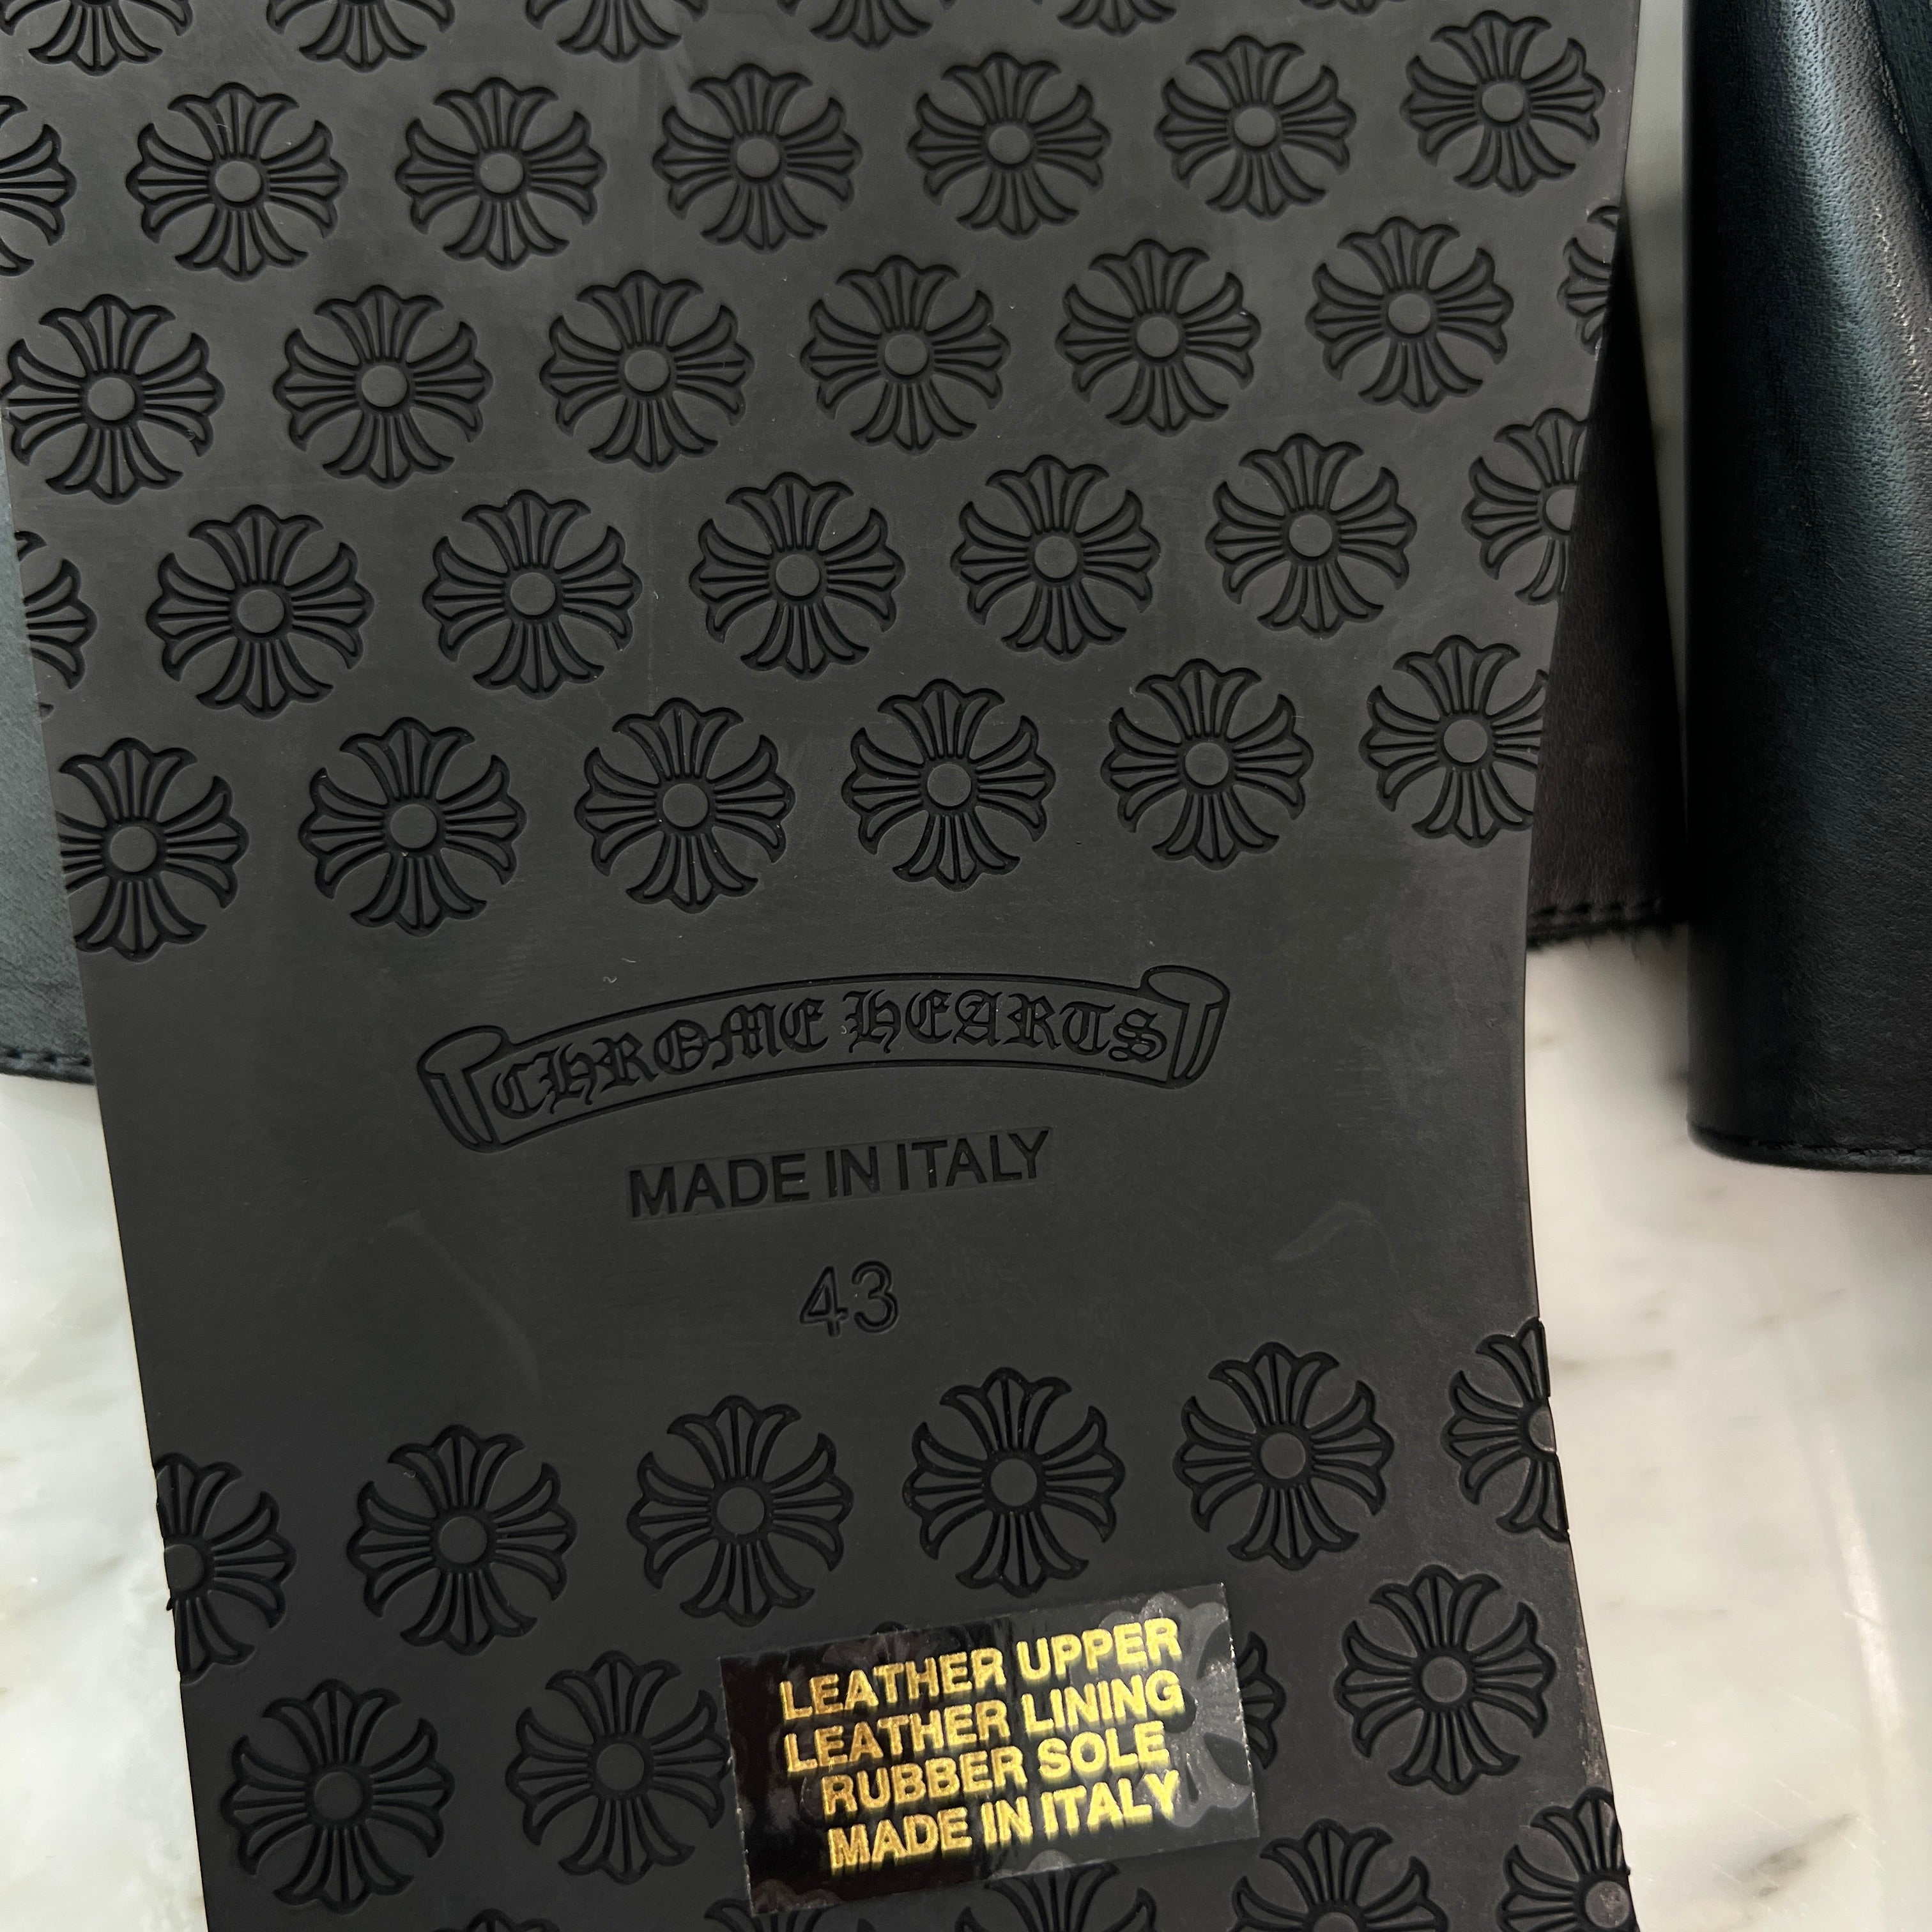 CHROME HEARTS
MADE IN ITALY
43
LEATHER UPPER
LEATHER LINING
RUBBER SOLE
MADE IN ITALY